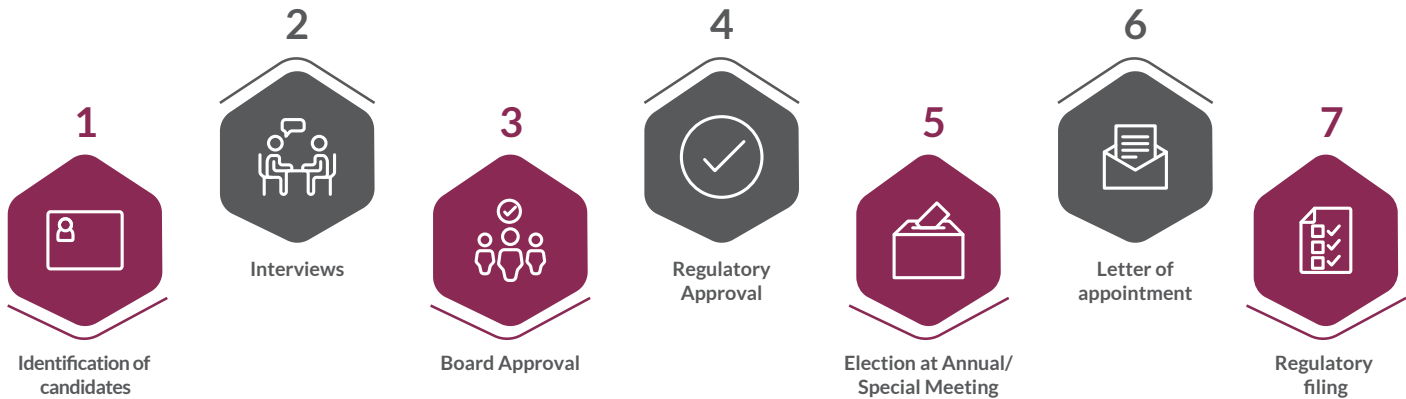 1
Identification of
candidates
2
Interviews
3
Board Approval
4
Regulatory
Approval
5
Election at Annual/
Special Meeting
6
Letter of
appointment
7
Regulatory
filing